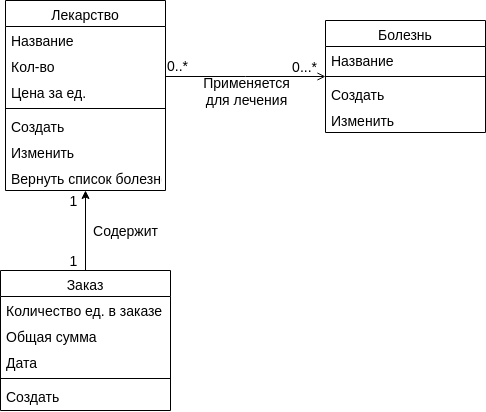 Лекарство
Название
Кол-во
Цена за ед.
Создать
Изменить
Вернуть список болезн
0..*
0...*
Применяется
для лечения
Болезнь
Название
Создать
Изменить
1
Содержит
1
Заказ
Количество ед. в заказе
Общая сумма
Дата
Создать